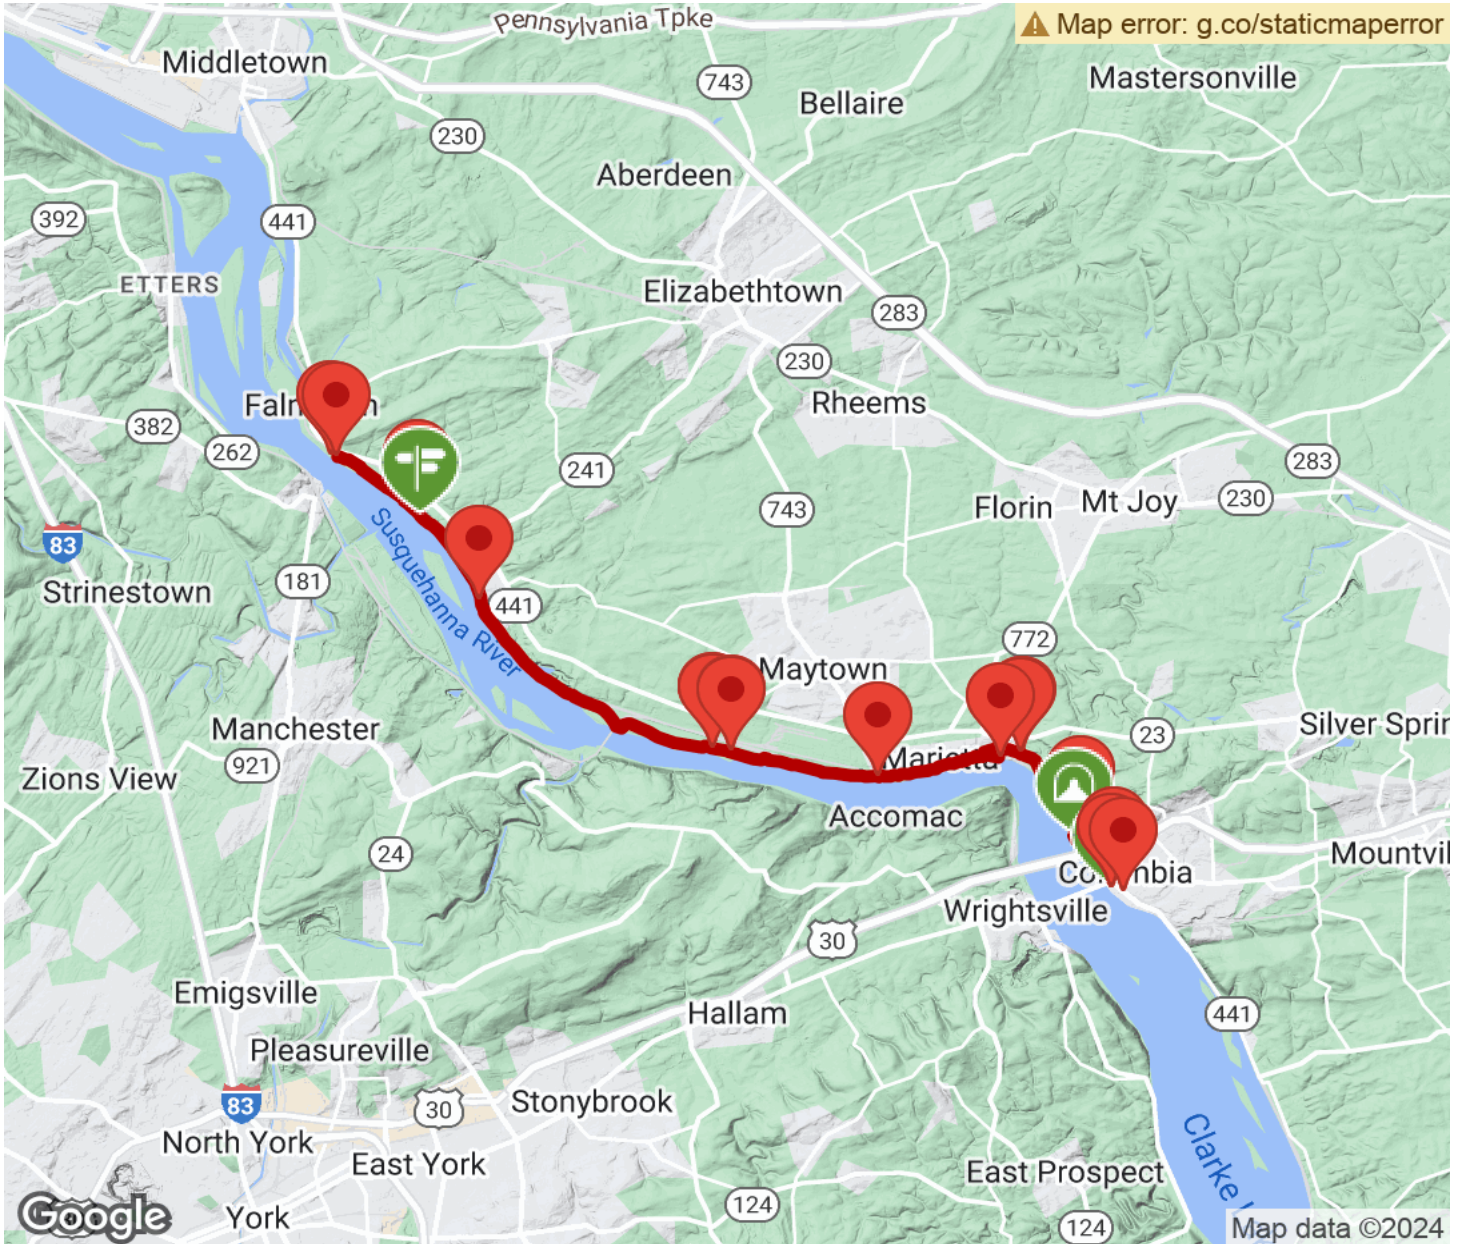 Pennsylvania Tpke
Map error: g.co/staticmaperror
Middletown
743
Bellaire
Mastersonville
230
Aberdeen
392
441
ETTERS
Elizabethtown
283
230
Rheems
382
262
241
283
743
Florin
Mt Joy
230
83
Susquehanna River
Strinestown
181
441
772
Maytown
Manchester
23
Silver Sprin
Zions View
921
Marietta
Accomac
24
Mountvil
Wrightsville
30
Emigsville
Hallam
441
Pleasureville
83
30
Stonybrook
North York
East York
Clarke
East Prospect
124
Google
York
124
Map data ©2024